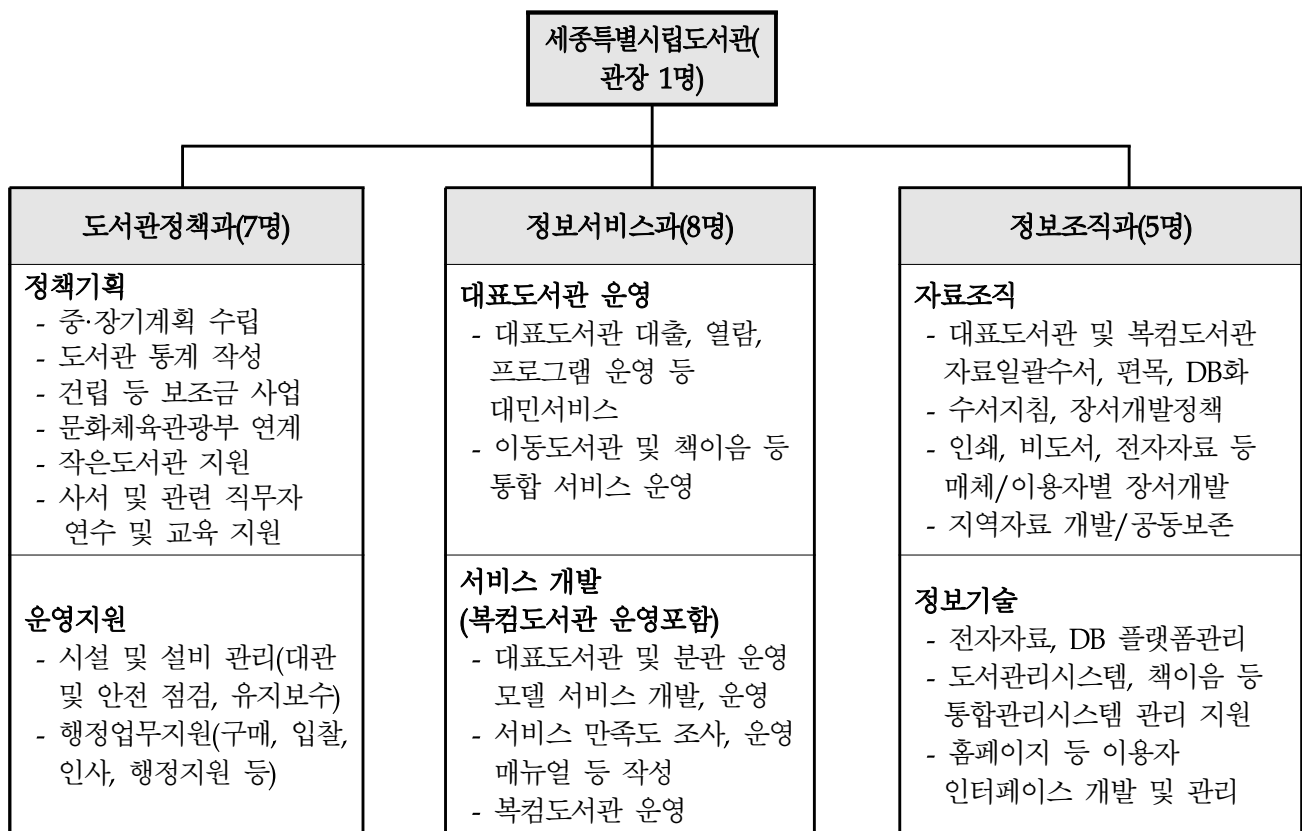 세종특별시립도서관(
관장 1명)
도서관정책과(7명)
정책기획
- 중·장기계획 수립
- 도서관 통계 작성
- 건립 등 보조금 사업
- 문화체육관광부 연계
- 작은도서관 지원
- 사서 및 관련 직무자
연수 및 교육 지원
운영지원
- 시설 및 설비 관리(대관
및 안전 점검, 유지보수)
- 행정업무지원(구매, 입찰,
인사, 행정지원 등)
정보서비스과(8명)
대표도서관 운영
- 대표도서관 대출, 열람,
프로그램 운영 등
대민서비스
- 이동도서관 및 책이음 등
통합 서비스 운영
서비스 개발
(복컴도서관 운영포함)
- 대표도서관 및 분관 운영
모델 서비스 개발, 운영
- 서비스 만족도 조사, 운영
매뉴얼 등 작성
- 복컴도서관 운영
정보조직과(5명)
자료조직
- 대표도서관 및 복컴도서관
자료일괄수서, 편목, DB화
- 수서지침, 장서개발정책
- 인쇄, 비도서, 전자자료 등
매체/이용자별 장서개발
- 지역자료 개발/공동보존
정보기술
- 전자자료, DB 플랫폼관리
- 도서관리시스템, 책이음 등
통합관리시스템 관리 지원
- 홈페이지 등 이용자
인터페이스 개발 및 관리